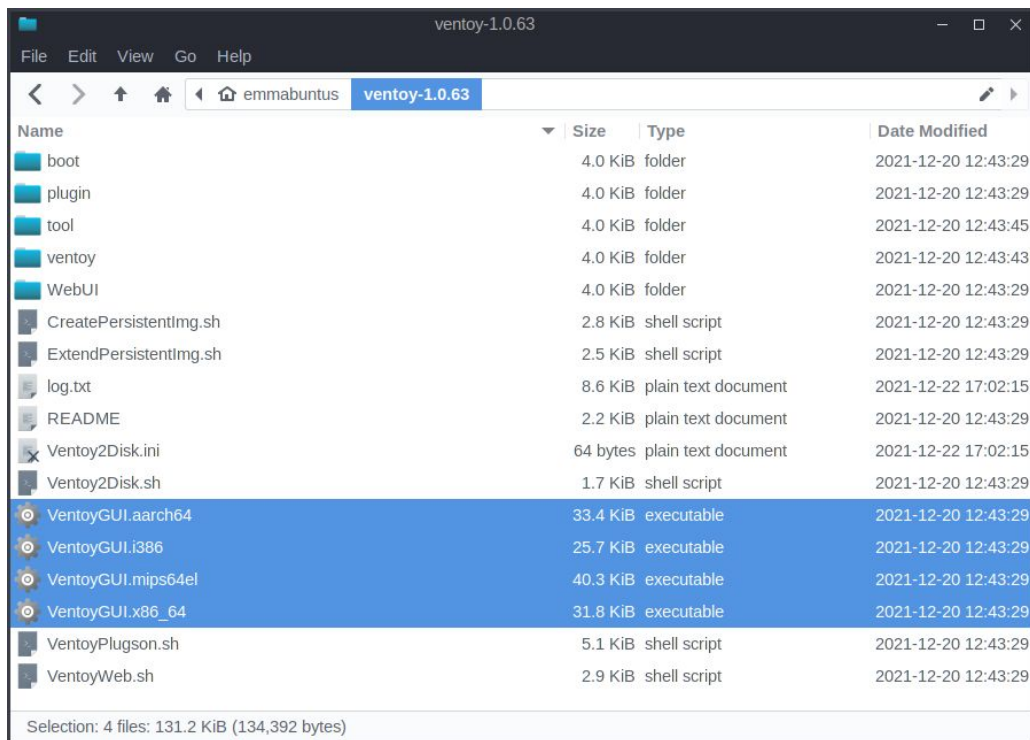 ventoy-1.0.63
File Edit View Go Help
emmabuntus ventoy-1.0.63
Name Size Type Date Modified
boot 4.0 KiB folder 2021-12-20 12:43:29
plugin 4.0 KiB folder 2021-12-20 12:43:29
tool 4.0 KiB folder 2021-12-20 12:43:45
ventoy 4.0 KiB folder 2021-12-20 12:43:43
WebUI 4.0 KiB folder 2021-12-20 12:43:29
CreatePersistentImg.sh 2.8 KiB shell script 2021-12-20 12:43:29
ExtendPersistentImg.sh 2.5 KiB shell script 2021-12-20 12:43:29
log.txt 8.6 KiB plain text document 2021-12-22 17:02:15
README 2.2 KiB plain text document 2021-12-20 12:43:29
Ventoy2Disk.ini 64 bytes plain text document 2021-12-22 17:02:15
Ventoy2Disk.sh 1.7 KiB shell script 2021-12-20 12:43:29
VentoyGUI.aarch64 33.4 KiB executable 2021-12-20 12:43:29
VentoyGUI.i386 25.7 KiB executable 2021-12-20 12:43:29
VentoyGUI.mips64el 40.3 KiB executable 2021-12-20 12:43:29
VentoyGUI.x86_64 31.8 KiB executable 2021-12-20 12:43:29
VentoyPlugson.sh 5.1 KiB shell script 2021-12-20 12:43:29
VentoyWeb.sh 2.9 KiB shell script 2021-12-20 12:43:29
Selection: 4 files: 131.2 KiB (134,392 bytes)